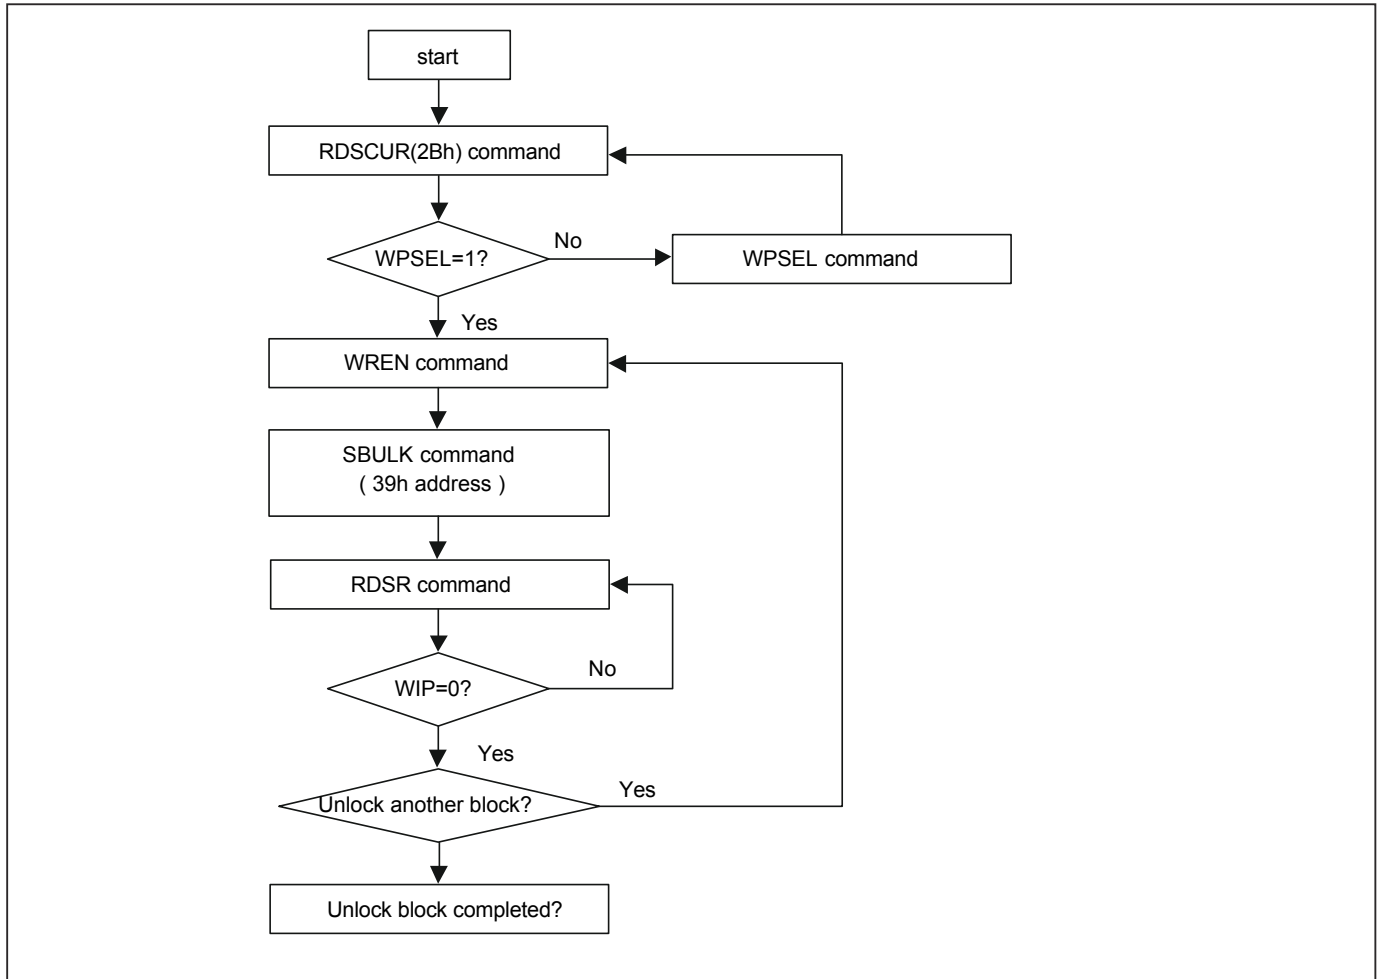 start
RDSCUR(2Bh) command
WPSEL=1?
No
WPSEL command
Yes
WREN command
SBULK command
( 39h address )
RDSR command
WIP=0?
No
Yes
Unlock another block?
Yes
Unlock block completed?